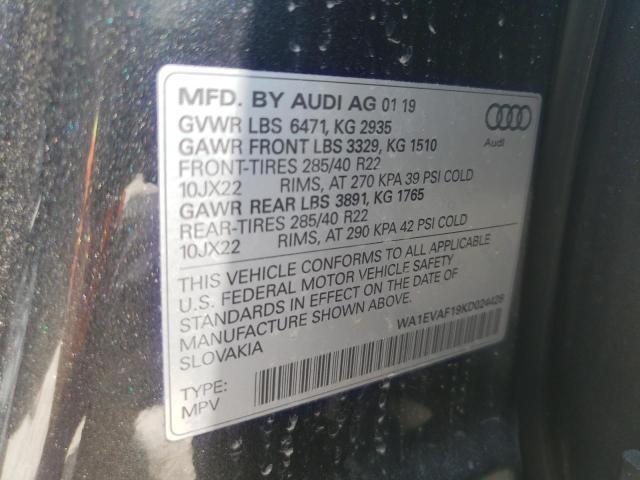 MFD. BY AUDI AG 01 19
GVWR LBS 6471, KG 2935
GAWR FRONT LBS 3329, KG 1510
FRONT-TIRES 285/40 R22
10JX22 RIMS, AT 270 KPA 39 PSI COLD
GAWR REAR LBS 3891, KG 1765
REAR-TIRES 285/40 R22
10JX22 RIMS, AT 290 KPA 42 PSI COLD
Audi
THIS VEHICLE CONFORMS TO ALL APPLICABLE
U.S. FEDERAL MOTOR VEHICLE SAFETY
STANDARDS IN EFFECT ON THE DATE OF
MANUFACTURE SHOWN ABOVE.
SLOVAKIA
WA1EVAF19KD024428
TYPE:
MPV